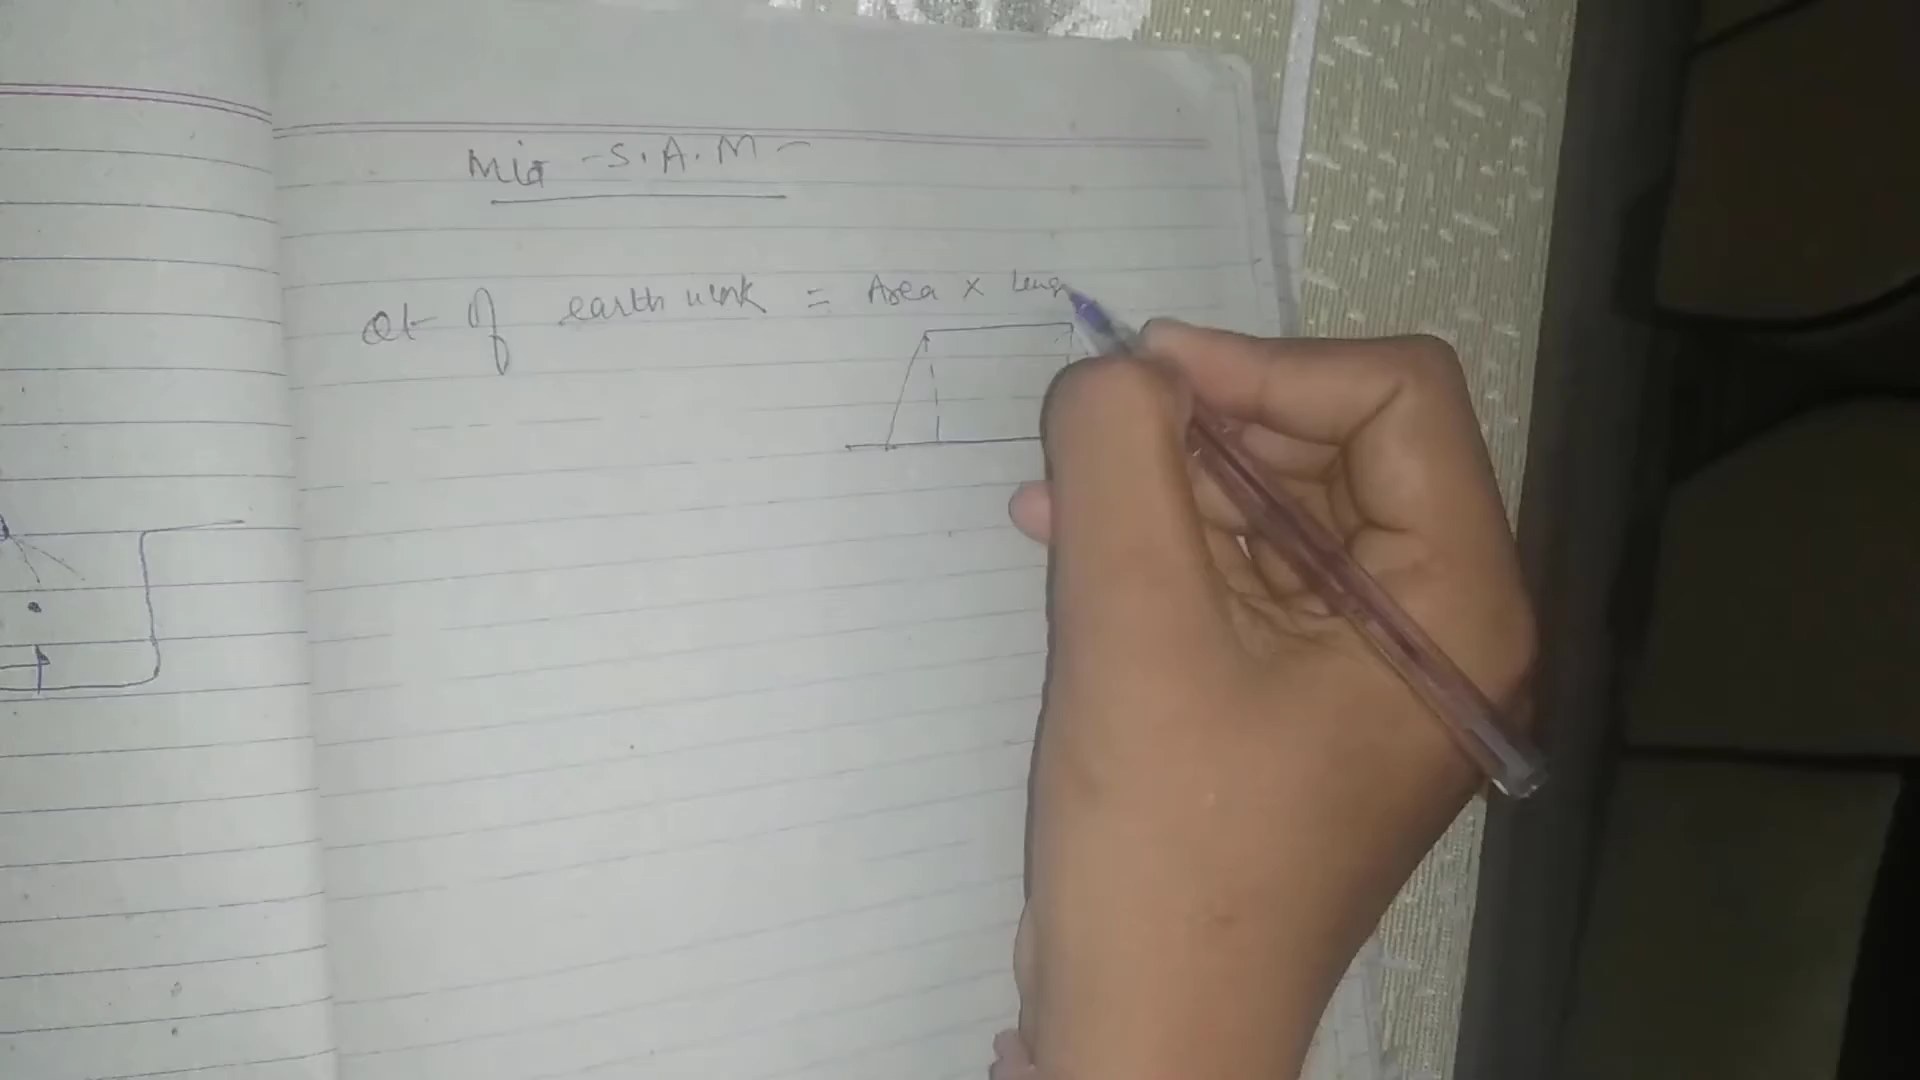 Mid - S.A.M -
Qt of earth work = Area x Leng